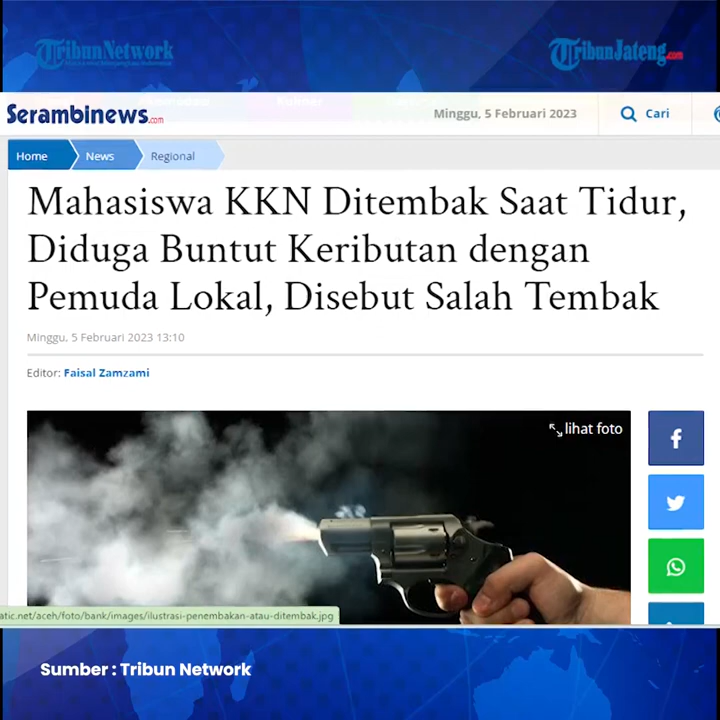 TribunNetwork
TribunJateng.com
Serambinews.com
Minggu, 5 Februari 2023
Cari
Home
News
Regional
Mahasiswa KKN Ditembak Saat Tidur,
Diduga Buntut Keributan dengan
Pemuda Lokal, Disebut Salah Tembak
Minggu, 5 Februari 2023 13:10
Editor: Faisal Zamzami
lihat foto
atic.net/aceh/foto/bank/images/ilustrasi-penembakan-atau-ditembak.jpg
Sumber : Tribun Network